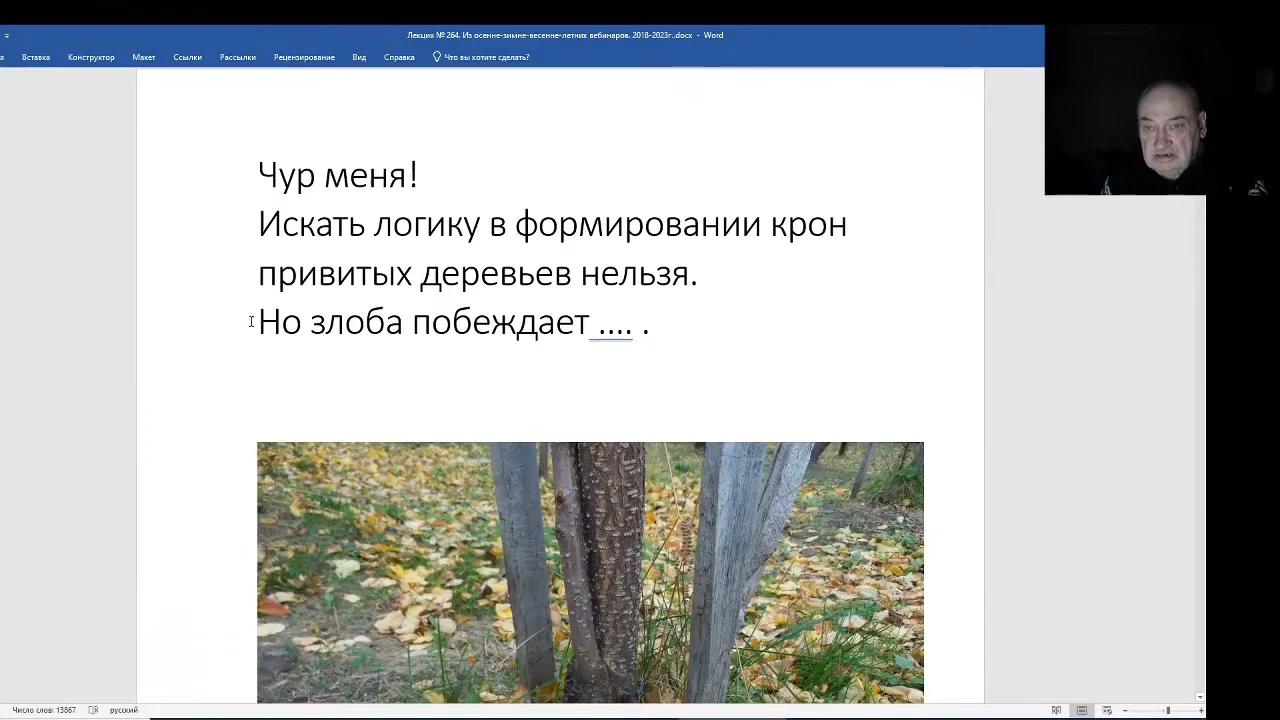 Лекция № 264. Из осенне-зимне-весенне-летних вебинаров. 2018-2023г..docx - Word
я Вставка Конструктор Макет Ссылки Рассылки Рецензирование Вид Справка Что вы хотите сделать?
Чур меня!
Искать логику в формировании крон
привитых деревьев нельзя.
Но злоба побеждает .... .
Число слов: 13867 русский